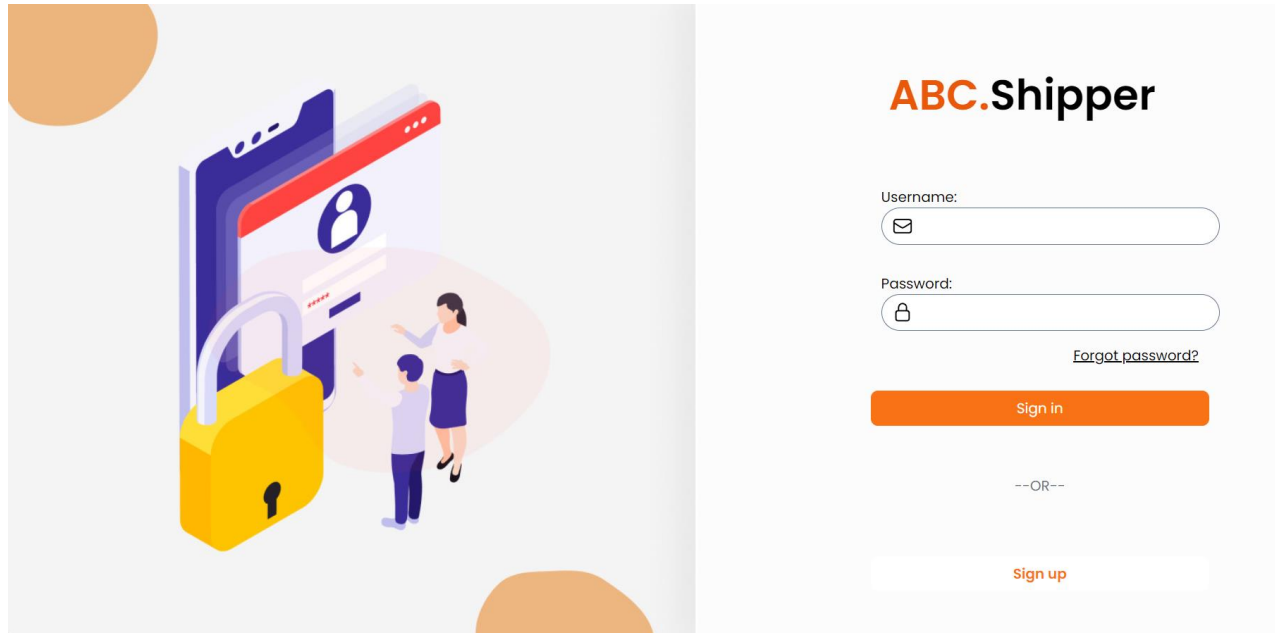 ABC.Shipper
Username:
Password:
Forgot password?
Sign in
--OR--
Sign up